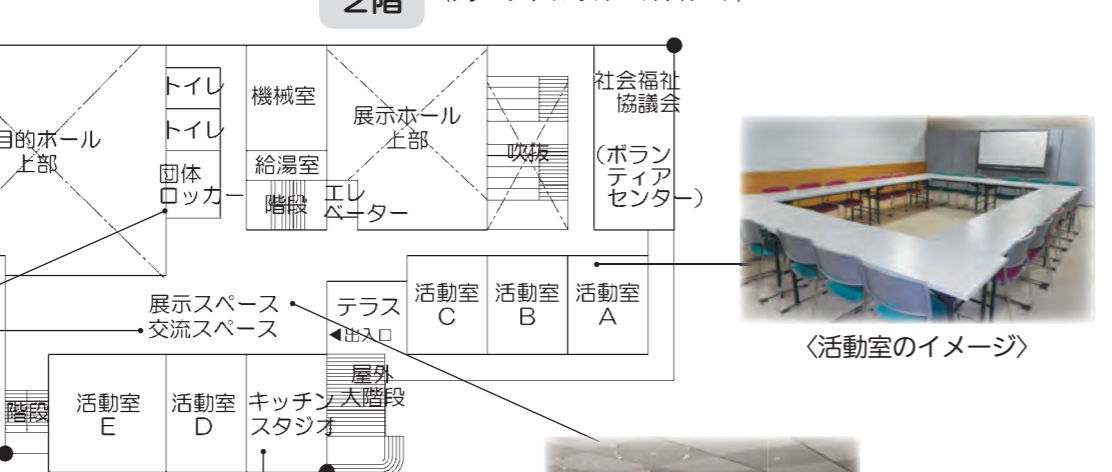 2階
トイレ
トイレ
機械室
展示ホール
上部
社会福祉
協議会
目的ホール
上部
吹抜
(ボラン
ティア
センター)
団体
ロッカー
給湯室
階段
エレ
ベーター
展示スペース
交流スペース
テラス
◀出入口
活動室
C
活動室
B
活動室
A
〈活動室のイメージ〉
屋外
大階段
階段
活動室
E
活動室
D
キッチン
スタジオ